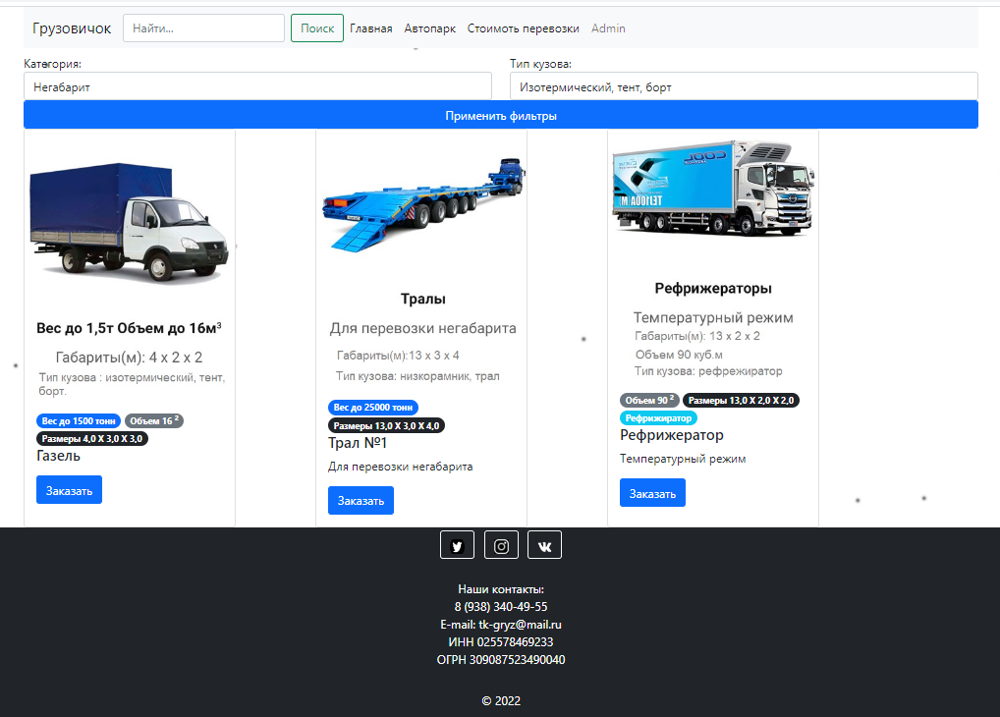 Грузовичок Найти... Поиск Главная Автопарк Стоимоть перевозки Admin
Категория: Тип кузова:
Негабарит Изотермический, тент, борт
Применить фильтры
Вес до 1,5т Объем до 16м³
Габариты(м): 4 x 2 x 2
Тип кузова : изотермический, тент,
борт.
Вес до 1500 тонн Объем 16 ²
Размеры 4,0 X 3,0 X 3,0
Газель
Заказать
Тралы
Для перевозки негабарита
Габариты(м):13 x 3 x 4
Тип кузова: низкорамник, трал
Вес до 25000 тонн
Размеры 13,0 X 3,0 X 4,0
Трал №1
Для перевозки негабарита
Заказать
Рефрижераторы
Температурный режим
Габариты(м): 13 x 2 x 2
Объем 90 куб.м
Тип кузова: рефрежиратор
Объем 90 ² Размеры 13,0 X 2,0 X 2,0
Рефрижиратор
Рефрижератор
Температурный режим
Заказать
Наши контакты:
8 (938) 340-49-55
E-mail: tk-gryz@mail.ru
ИНН 025578469233
ОГРН 309087523490040
© 2022